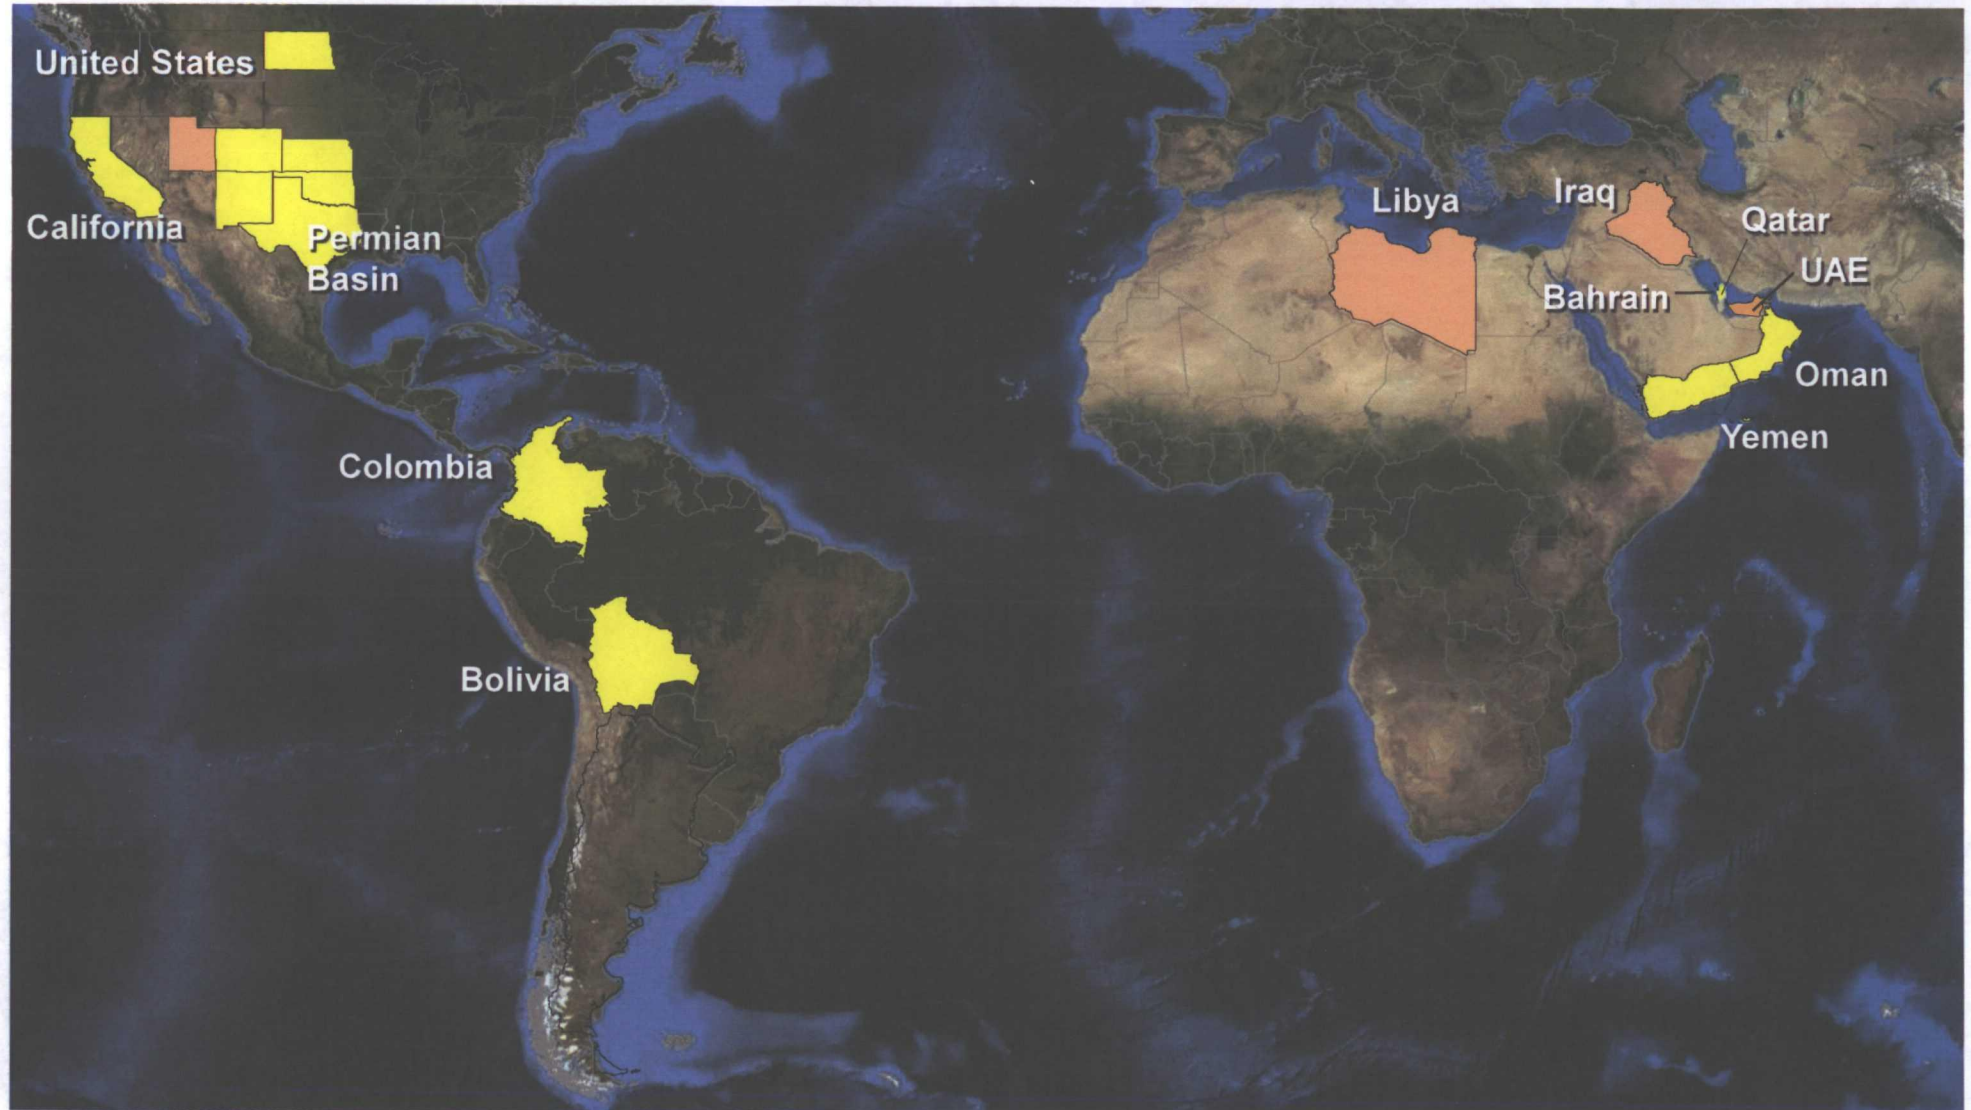 United States
California
Permian
Basin
Colombia
Bolivia
Libya
Iraq
Qatar
UAE
Bahrain
Oman
Yemen